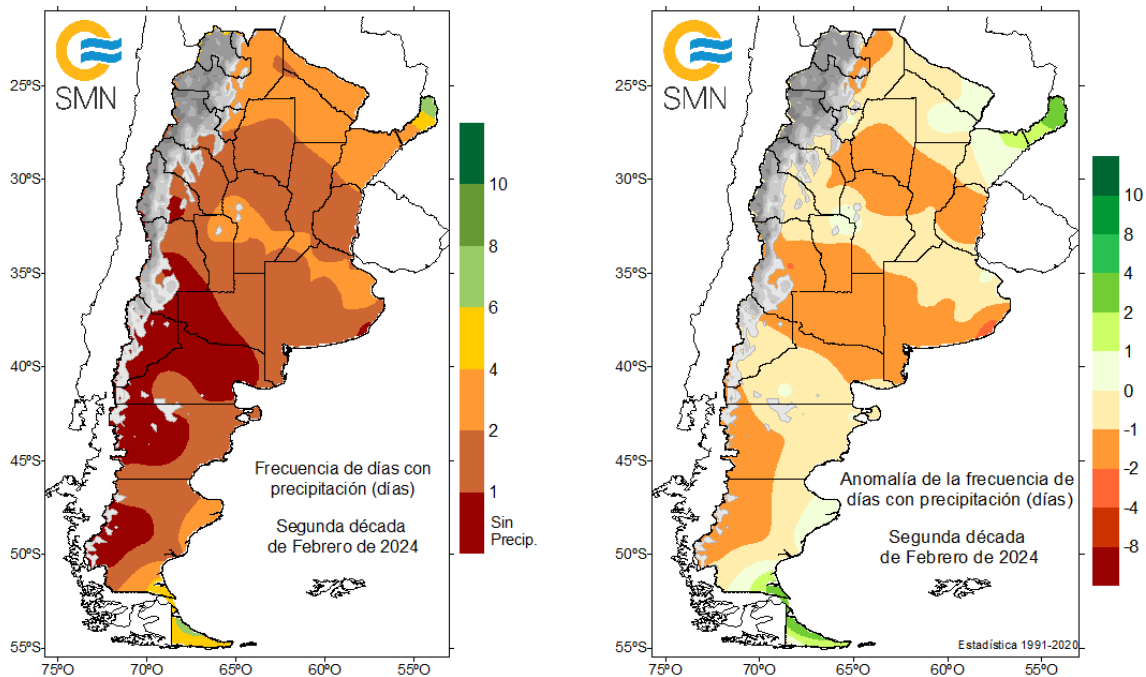 SMN
25ºS
30ºS
35ºS
40ºS
45ºS
50ºS
55ºS
75ºO
70ºO
65ºO
60ºO
55ºO
10
8
6
4
2
1
Sin
Precip.
Frecuencia de días con
precipitación (días)
Segunda década
de Febrero de 2024
SMN
25ºS
30ºS
35ºS
40ºS
45ºS
50ºS
55ºS
75ºO
70ºO
65ºO
60ºO
55ºO
10
8
4
2
1
0
-1
-2
-4
-8
Anomalía de la frecuencia de
días con precipitación (días)
Segunda década
de Febrero de 2024
Estadística 1991-2020